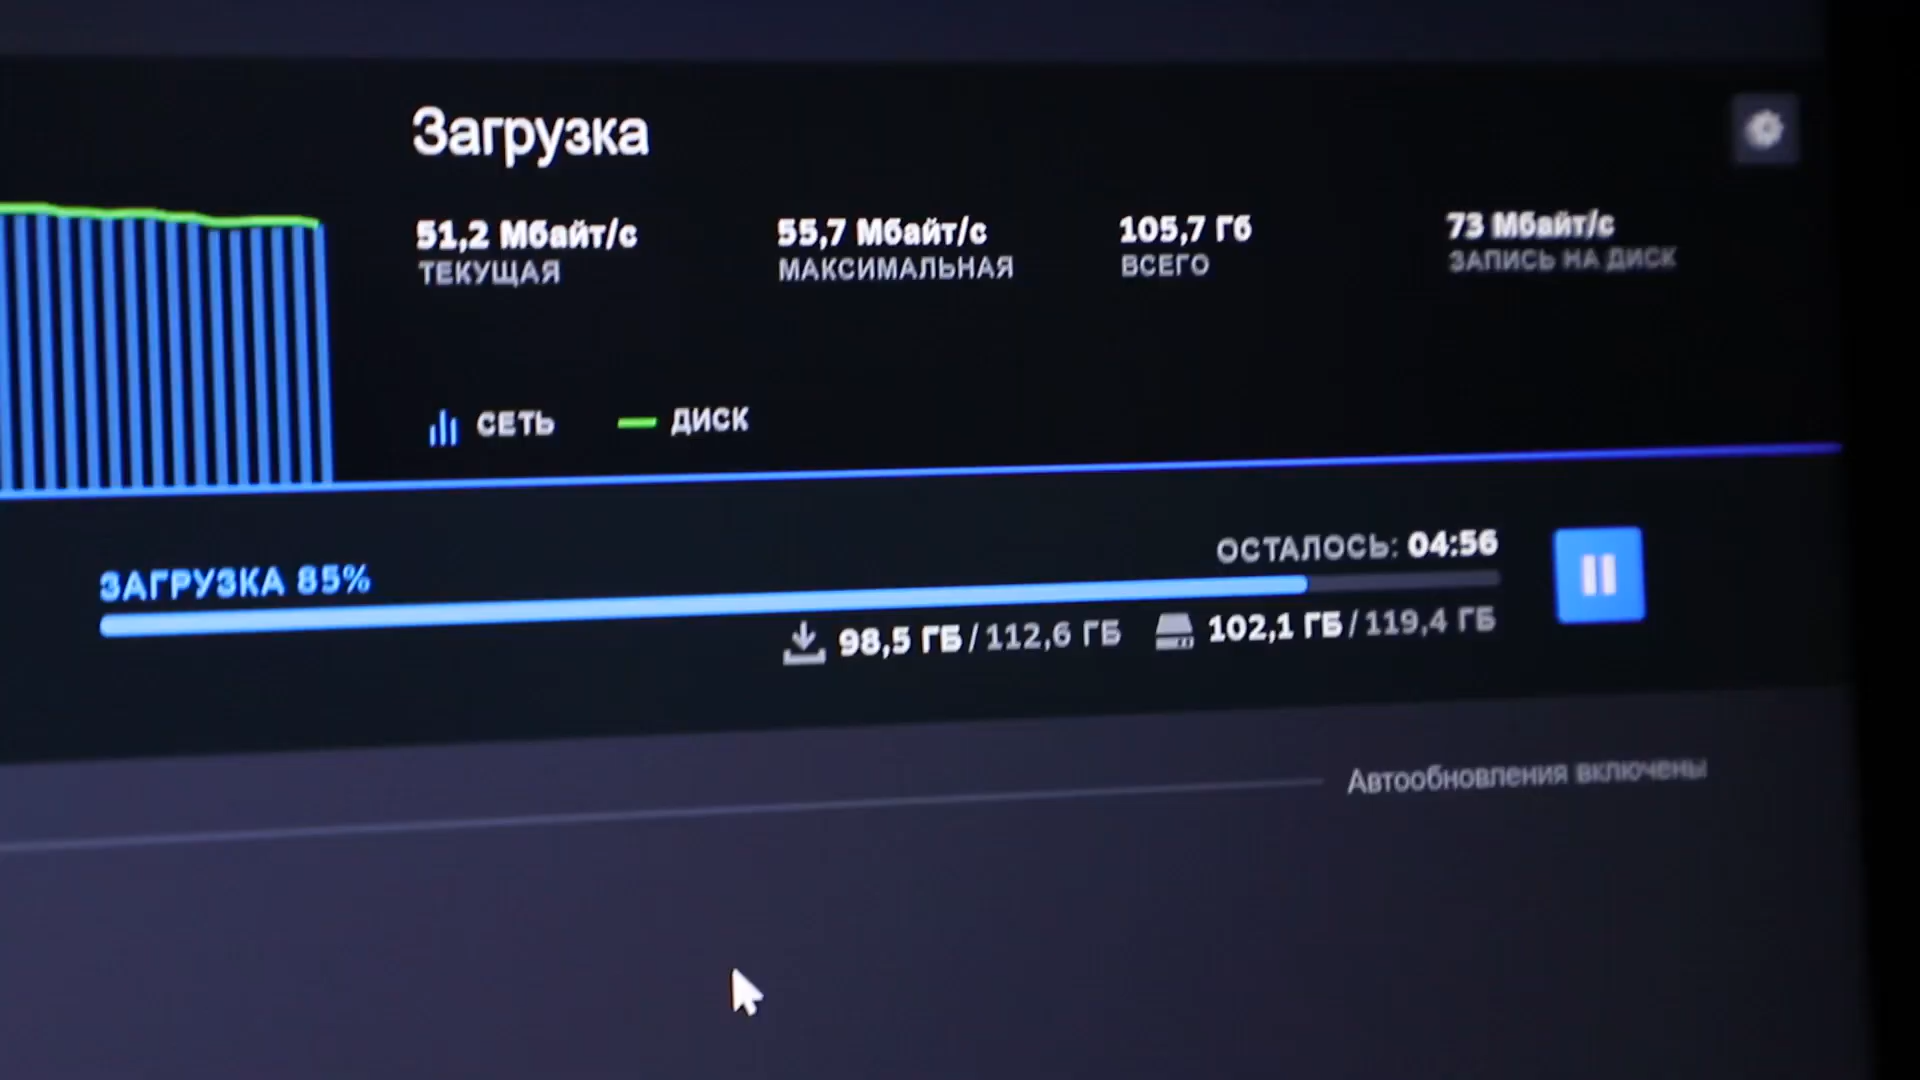 Загрузка
51,2 Мбайт/с 55,7 Мбайт/с 105,7 Гб 73 Мбайт/с
ТЕКУЩАЯ МАКСИМАЛЬНАЯ ВСЕГО ЗАПИСЬ НА ДИСК
СЕТЬ ДИСК
ОСТАЛОСЬ: 04:56
ЗАГРУЗКА 85%
98,5 ГБ / 112,6 ГБ 102,1 ГБ / 119,4 ГБ
Автообновления включены